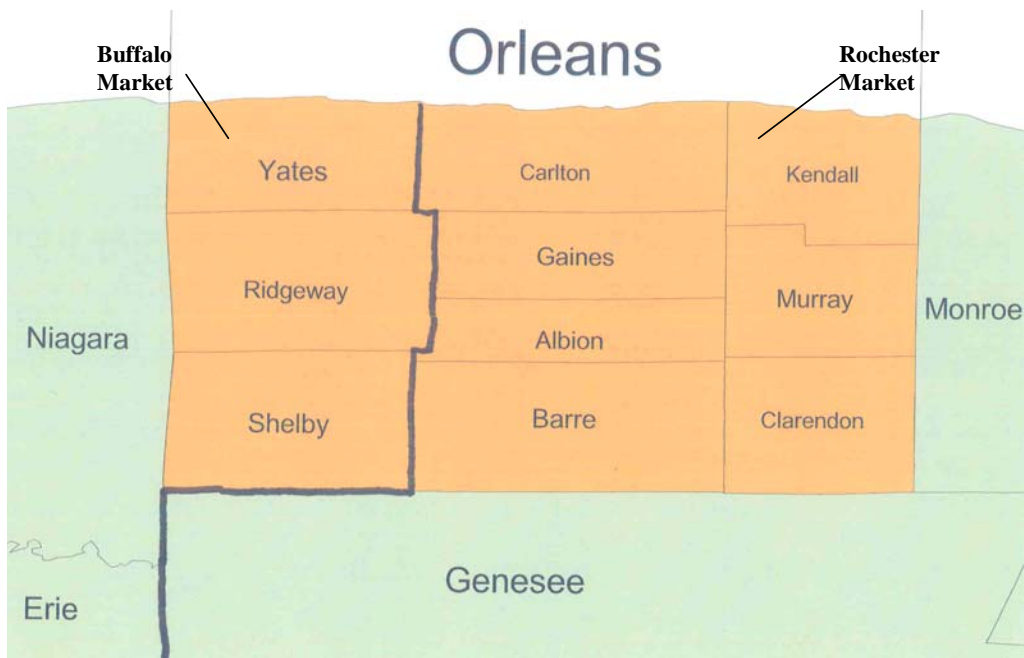 Orleans
Buffalo
Market
Rochester
Market
Yates
Carlton
Kendall
Gaines
Ridgeway
Murray
Niagara
Monroe
Albion
Shelby
Barre
Clarendon
Genesee
Erie